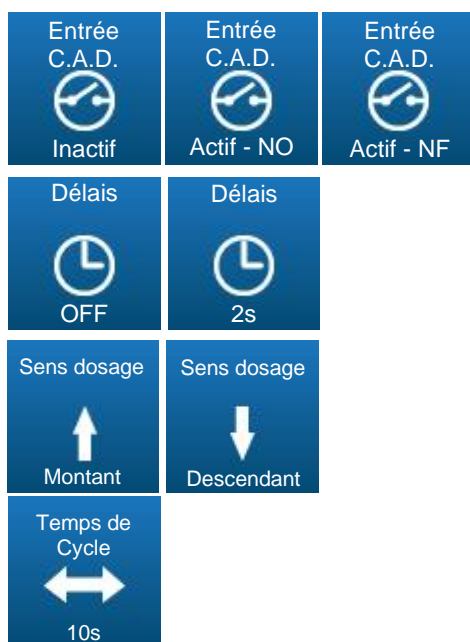 Entrée
C.A.D.
Inactif
Entrée
C.A.D.
Actif - NO
Entrée
C.A.D.
Actif - NF
Délais
OFF
Délais
2s
Sens dosage
Montant
Sens dosage
Descendant
Temps de
Cycle
10s